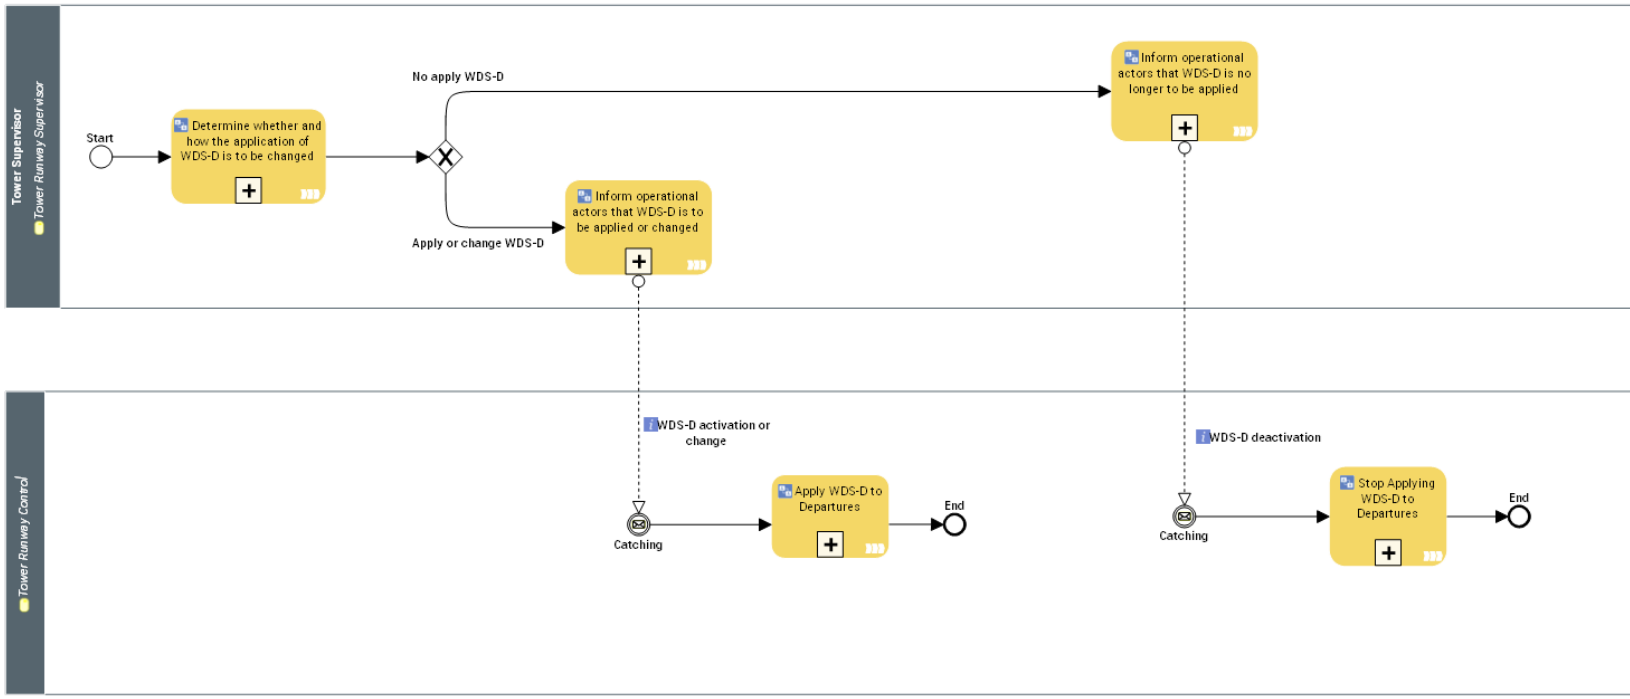 Tower Supervisor
Tower Runway Supervisor
Start
Determine whether and
how the application of
WDS-D is to be changed
No apply WDS-D
Apply or change WDS-D
Inform operational
actors that WDS-D is to
be applied or changed
Inform operational
actors that WDS-D is no
longer to be applied
Tower Runway Control
WDS-D activation or
change
Catching
Apply WDS-D to
Departures
End
WDS-D deactivation
Catching
Stop Applying
WDS-D to
Departures
End